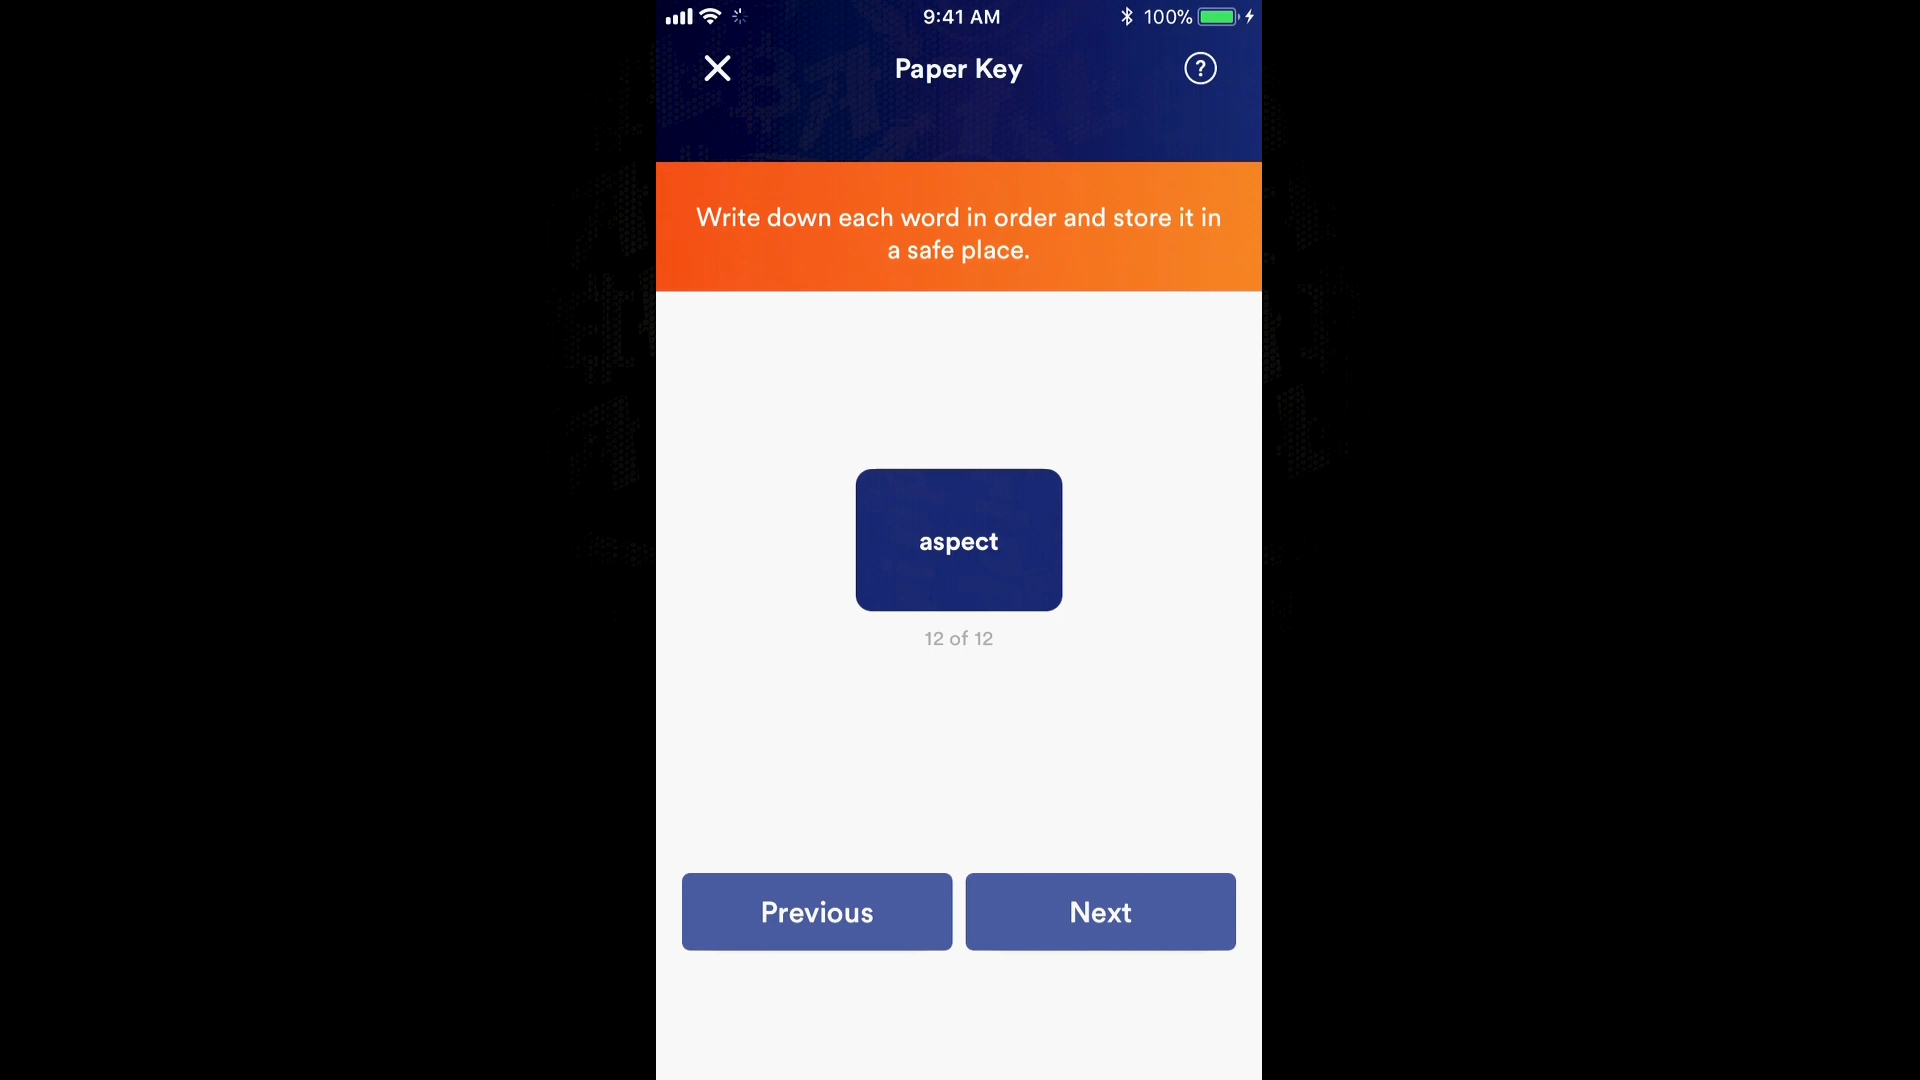 9:41 AM
100%
Paper Key
?
Write down each word in order and store it in
a safe place.
aspect
12 of 12
Previous
Next